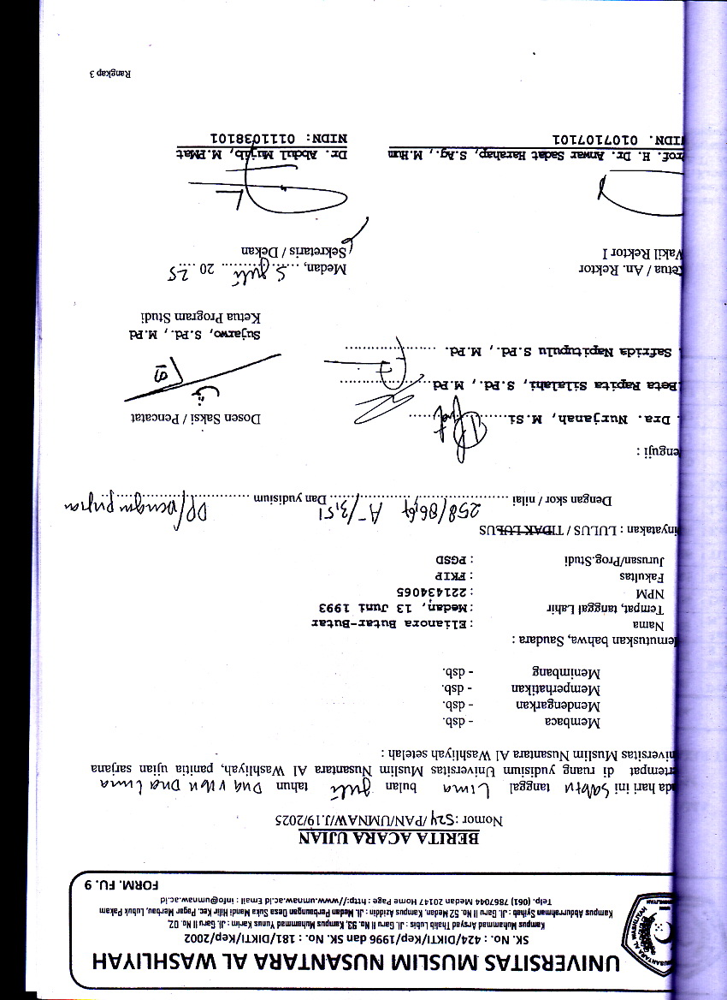 UNIVERSITAS MUSLIM NUSANTARA AL WASHLIYAH
SK. No. : 424/DIKTI/Kep/1996 dan SK. No. : 181/DIKTI/Kep/2002
Kampus Muhammad Arsyad Thalib Lubis : Jl. Garu II No. 93, Kampus Muhammad Yunus Karim : Jl. Garu II No. 02,
Kampus Abdurrahman Syihab : Jl. Garu II No. 52 Medan, Kampus Aziddin : Jl. Medan Perbaungan Desa Suka Mandi Hilir Kec. Pagar Merbau, Lubuk Pakam
Telp. (061) 7867044 Medan 20147 Home Page : http://www.umnaw.ac.id Email : info@umnaw.ac.id
FORM. FU. 9
BERITA ACARA UJIAN
Nomor : 524 /PAN/UMNAW/J.19/2025
ada hari ini Sabtu tanggal Lima bulan Juli tahun Dua Ribu Dua Lima
ertempat di ruang yudisium Universitas Muslim Nusantara Al Washliyah, panitia ujian sarjana
niversitas Muslim Nusantara Al Washliyah setelah :
Membaca - dsb.
Mendengarkan - dsb.
Memperhatikan - dsb.
Menimbang - dsb.
emutuskan bahwa, Saudara :
Nama : Elianora Butar-Butar
Tempat, tanggal Lahir : Medan, 13 Juni 1993
NPM : 221434065
Fakultas : FKIP
Jurusan/Prog.Studi : PGSD
inyatakan : LULUS / TIDAK LULUS
Dengan skor / nilai 258/86,67 A-/3,51 Dan yudisium DP/Dengan pujian
enguji :
. Dra. Nurjanah, M.Si
Dosen Saksi / Pencatat
. Beta Rapita Silalahi, S.Pd., M.Pd
. Safrida Napitupulu S.Pd., M.Pd.
Sujarwo, S.Pd., M.Pd
Ketua Program Studi
Medan, 5 Juli 20 25
etua / An. Rektor
Sekretaris / Dekan
Wakil Rektor I
rof. H. Dr. Anwar Sadat Harahap, S.Ag., M.Hum
Dr. Abdul Mujib, M.PMat
NIDN. 0107107101
NIDN: 0111038101
Rangkap 3